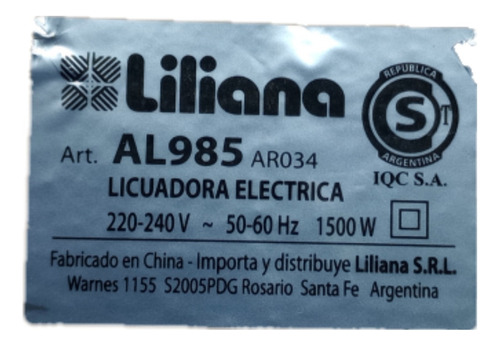 Liliana
REPUBLICA
S T
ARGENTINA
IQC S.A.
Art. AL985 AR034
LICUADORA ELECTRICA
220-240 V ~ 50-60 Hz 1500 W
Fabricado en China - Importa y distribuye Liliana S.R.L.
Warnes 1155 S2005PDG Rosario Santa Fe Argentina